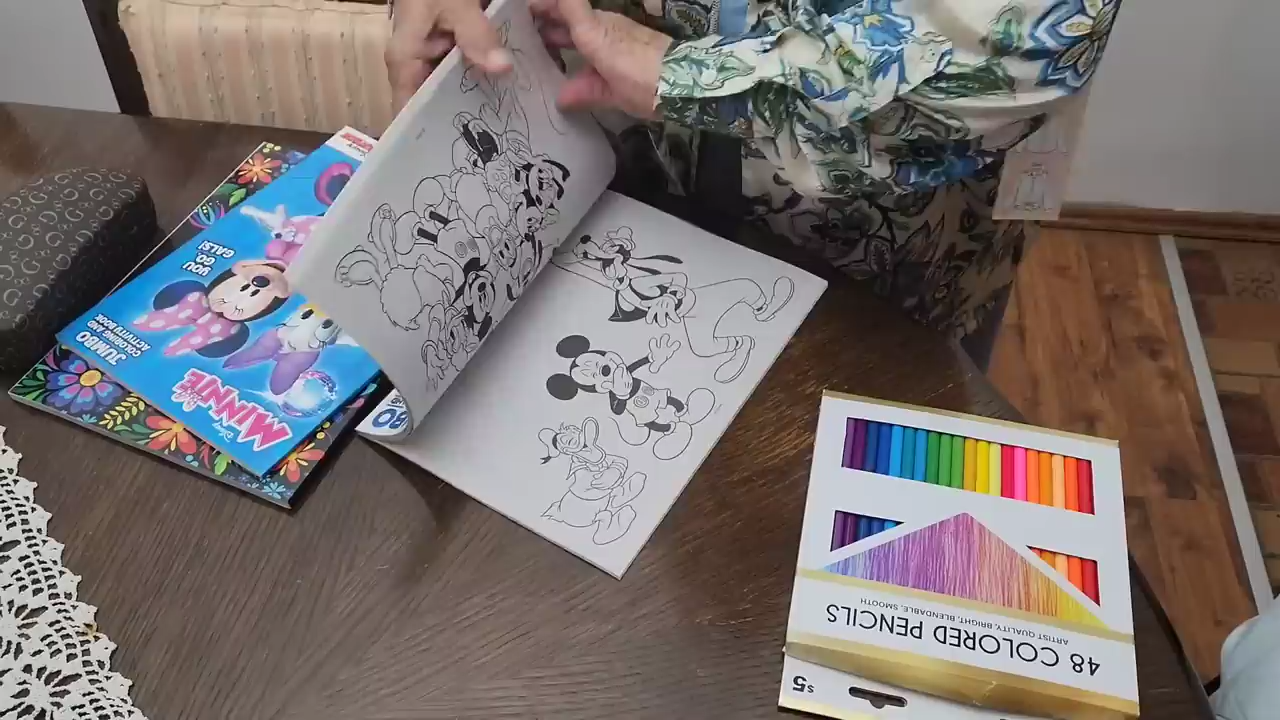 YOU
GO
GALS!
JUMBO
COLORING AND
ACTIVITY BOOK
Disney
MINNIE
BO
48 COLORED PENCILS
ARTIST QUALITY, BRIGHT, BLENDABLE, SMOOTH
$5